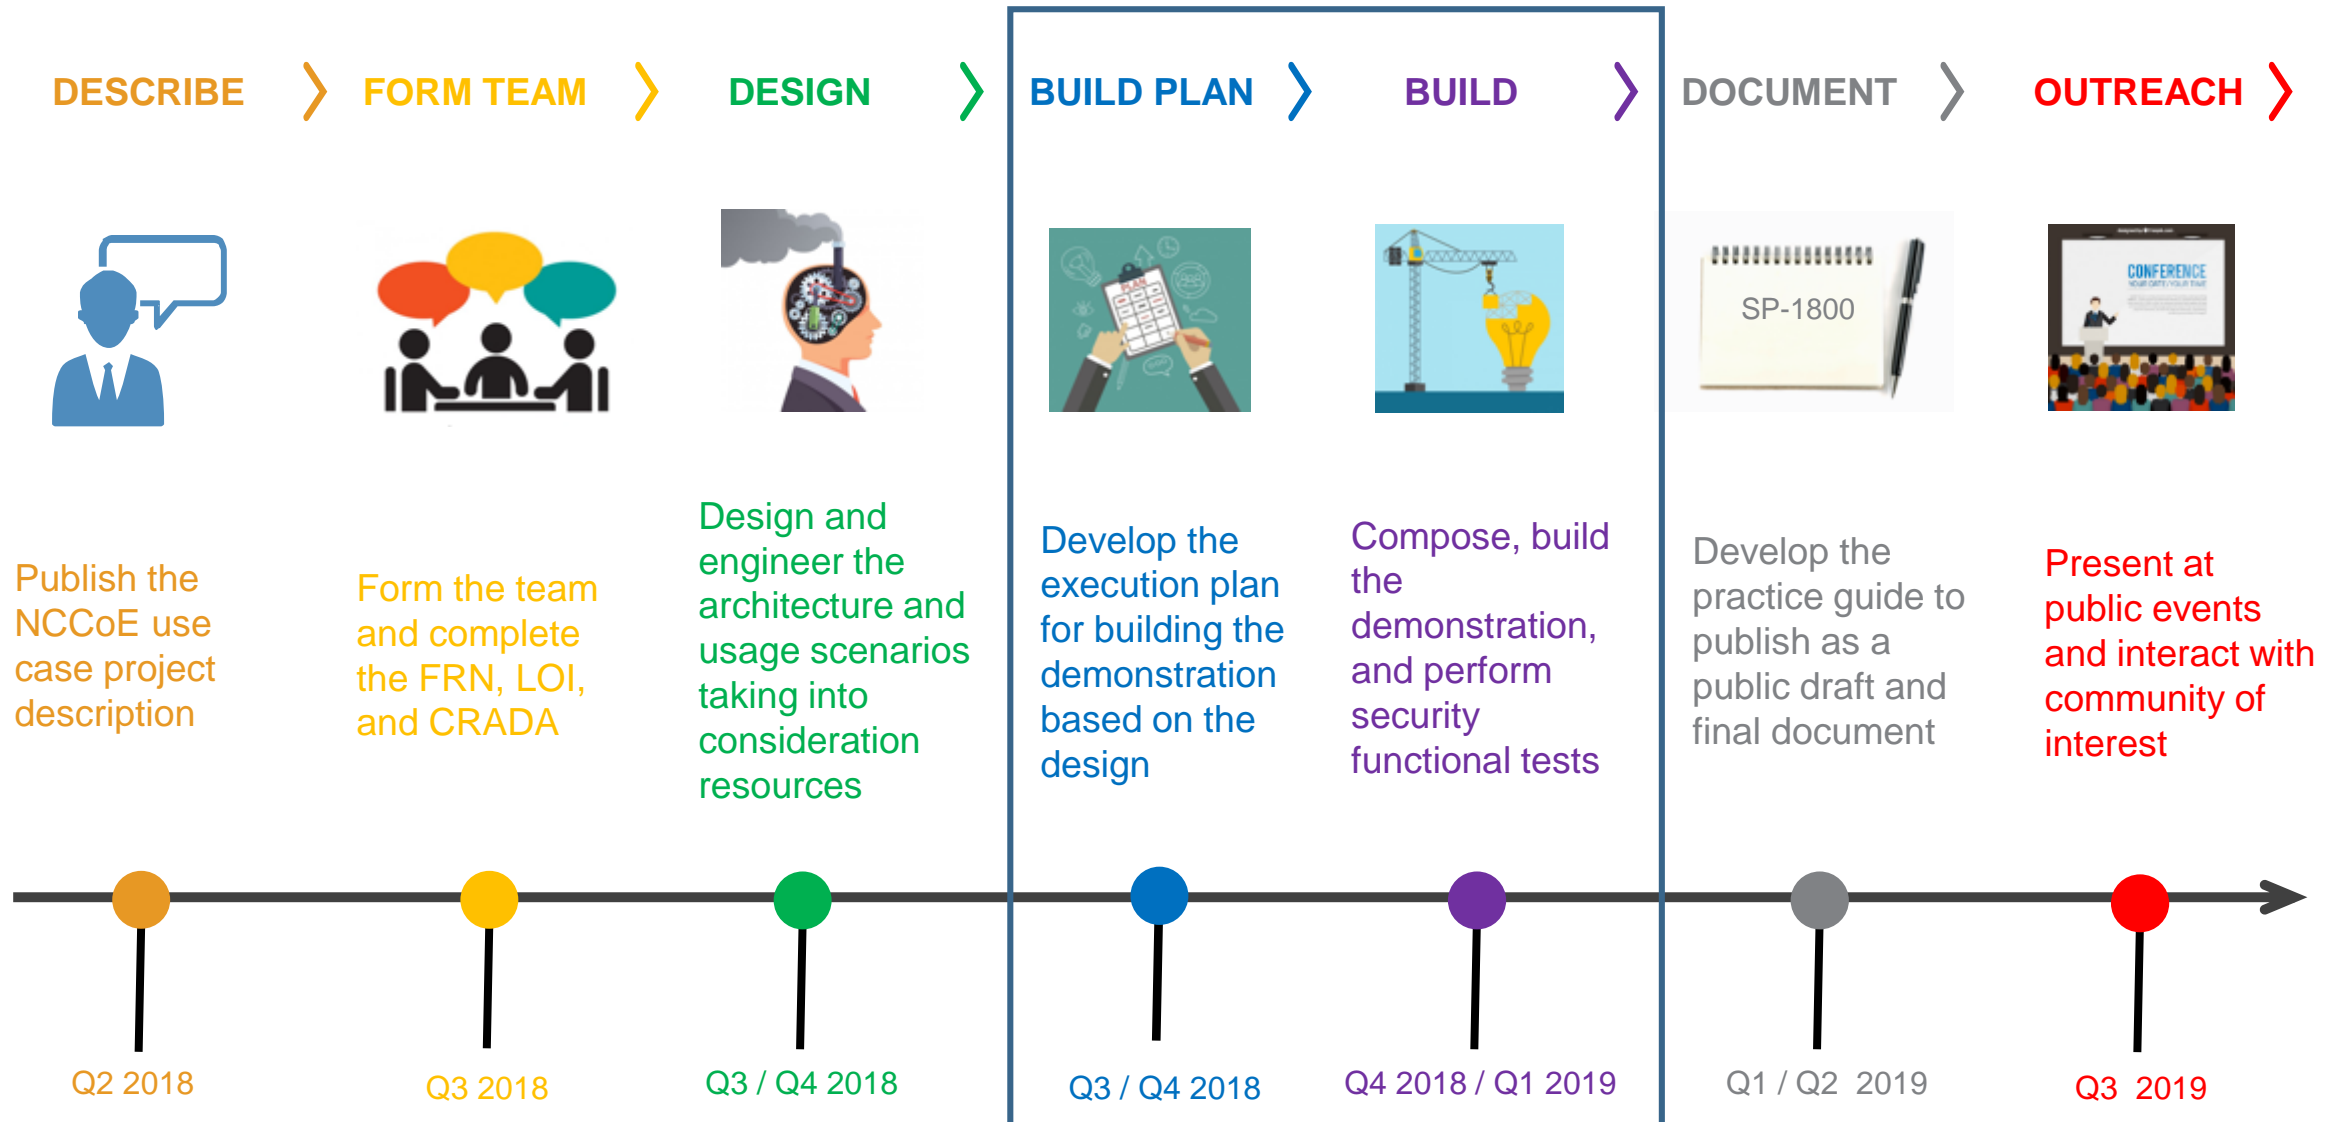 DESCRIBE
FORM TEAM
DESIGN
BUILD PLAN
BUILD
DOCUMENT
OUTREACH
PLAN
SP-1800
CONFERENCE
YOUR DATE / YOUR TIME
Publish the
NCCoE use
case project
description
Form the team
and complete
the FRN, LOI,
and CRADA
Design and
engineer the
architecture and
usage scenarios
taking into
consideration
resources
Develop the
execution plan
for building the
demonstration
based on the
design
Compose, build
the
demonstration,
and perform
security
functional tests
Develop the
practice guide to
publish as a
public draft and
final document
Present at
public events
and interact with
community of
interest
Q2 2018
Q3 2018
Q3 / Q4 2018
Q3 / Q4 2018
Q4 2018 / Q1 2019
Q1 / Q2 2019
Q3 2019